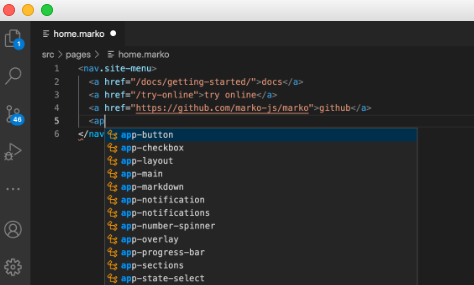 home.marko
src > pages > home.marko
1 <nav.site-menu>
2 <a href="/docs/getting-started/">docs</a>
3 <a href="/try-online">try online</a>
4 <a href="https://github.com/marko-js/marko">github</a>
5 <ap
6 </nav
app-button
app-checkbox
app-layout
app-main
app-markdown
app-notification
app-notifications
app-number-spinner
app-overlay
app-progress-bar
app-sections
app-state-select
1
46